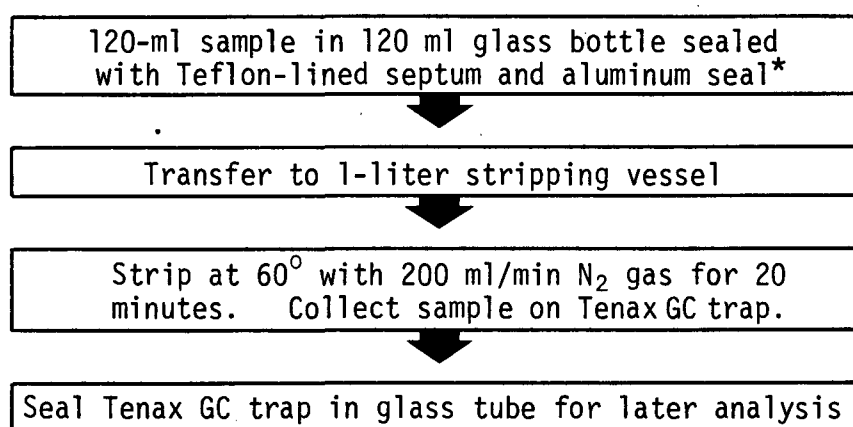 120-ml sample in 120 ml glass bottle sealed
with Teflon-lined septum and aluminum seal*
Transfer to 1-liter stripping vessel
Strip at 60° with 200 ml/min N₂ gas for 20
minutes. Collect sample on Tenax GC trap.
Seal Tenax GC trap in glass tube for later analysis